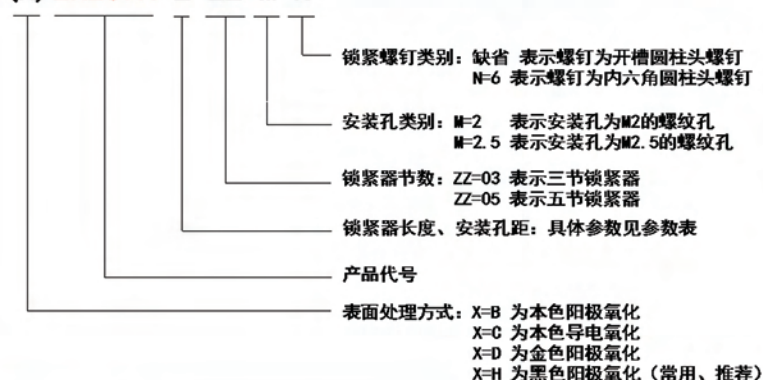 锁紧螺钉类别：缺省 表示螺钉为开槽圆柱头螺钉
N=6 表示螺钉为内六角圆柱头螺钉
安装孔类别：M=2 表示安装孔为M2的螺纹孔
M=2.5 表示安装孔为M2.5的螺纹孔
锁紧器节数：ZZ=03 表示三节锁紧器
ZZ=05 表示五节锁紧器
锁紧器长度、安装孔距：具体参数见参数表
产品代号
表面处理方式：X=B 为本色阳极氧化
X=C 为本色导电氧化
X=D 为金色阳极氧化
X=H 为黑色阳极氧化（常用、推荐）